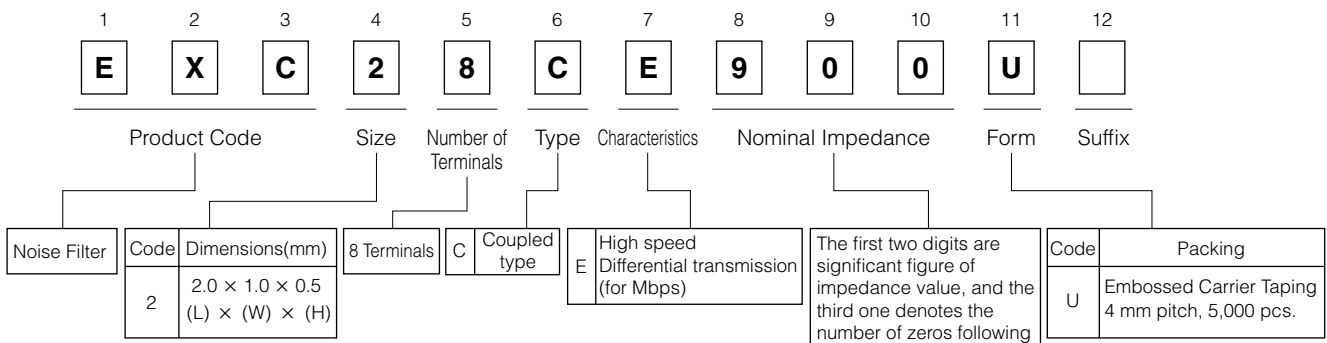 1 2 3 4 5 6 7 8 9 10 11 12
E X C 2 8 C E 9 0 0 U
Product Code Size Number of Terminals Type Characteristics Nominal Impedance Form Suffix
Noise Filter
Code Dimensions(mm)
2 2.0 × 1.0 × 0.5
(L) × (W) × (H)
8 Terminals
C Coupled
type
E High speed
Differential transmission
(for Mbps)
The first two digits are
significant figure of
impedance value, and the
third one denotes the
number of zeros following
Code Packing
U Embossed Carrier Taping
4 mm pitch, 5,000 pcs.